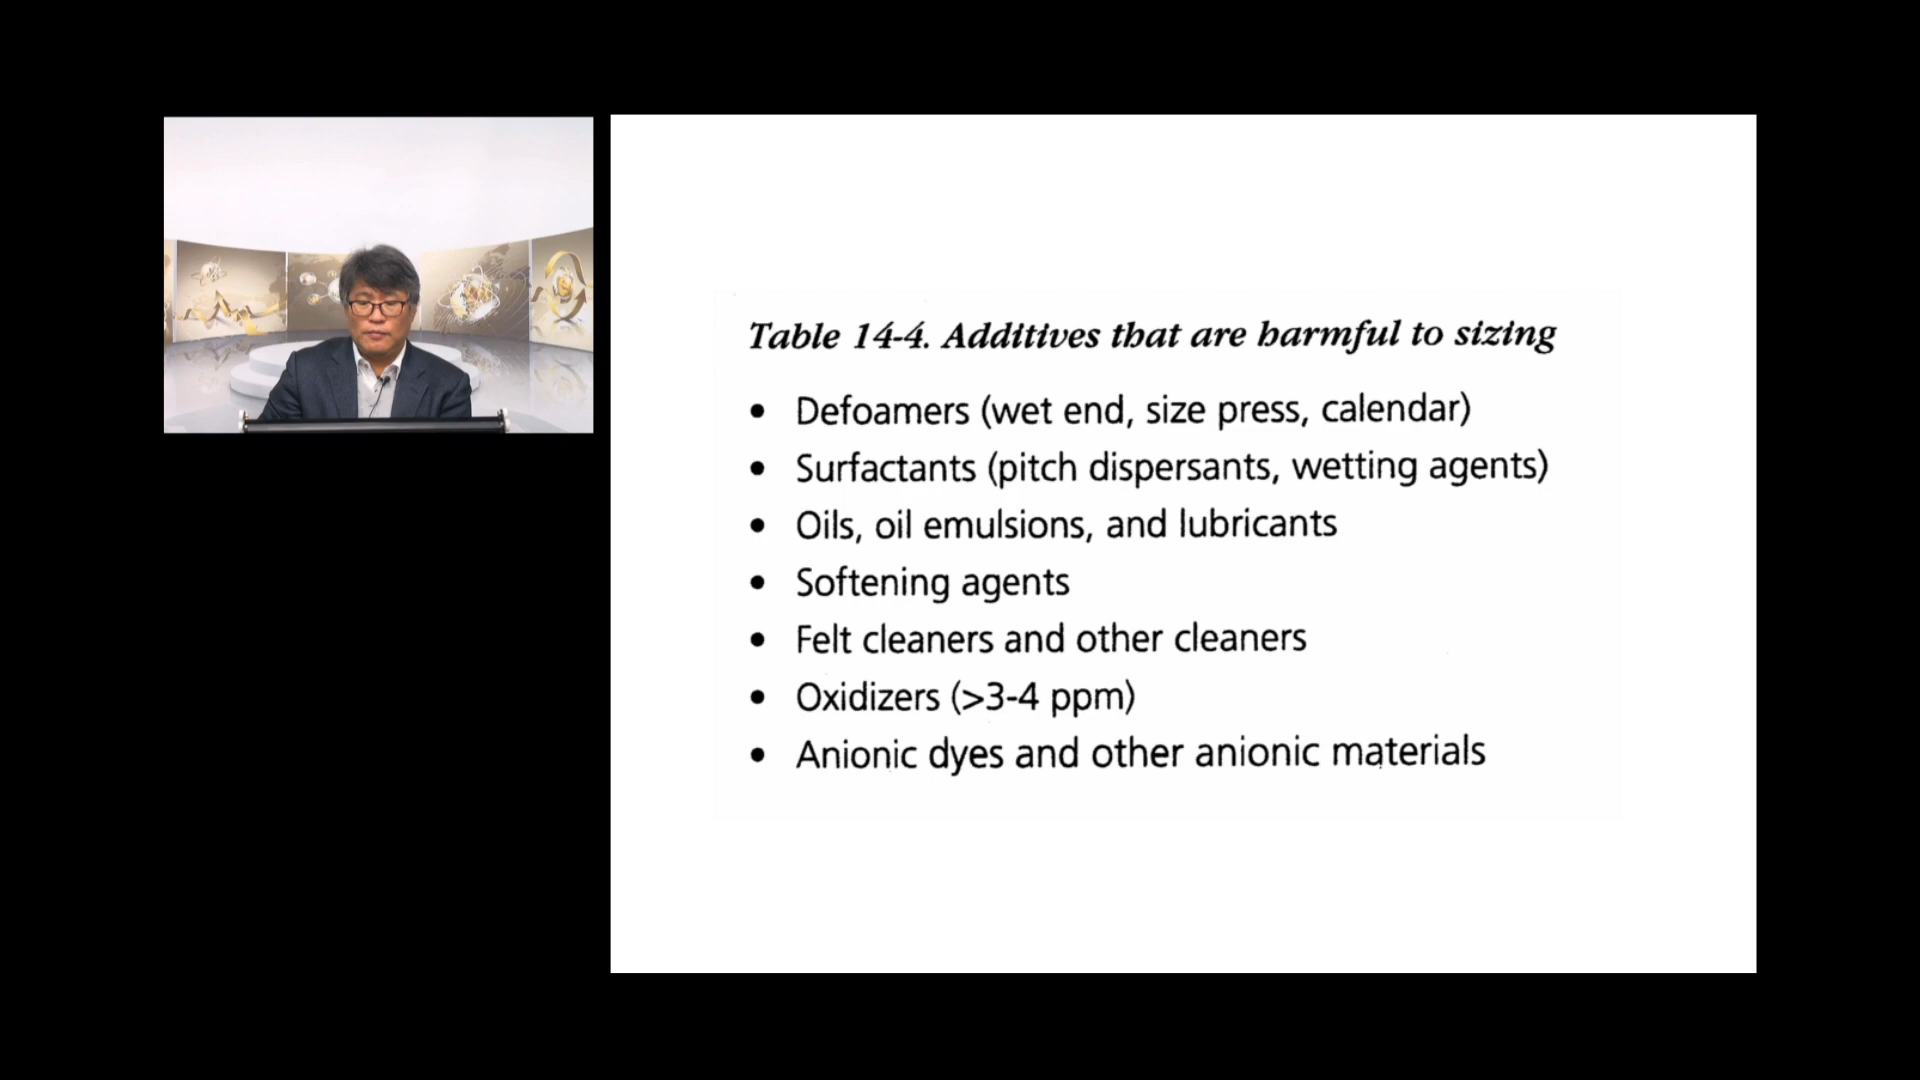 Table 14-4. Additives that are harmful to sizing
• Defoamers (wet end, size press, calendar)
• Surfactants (pitch dispersants, wetting agents)
• Oils, oil emulsions, and lubricants
• Softening agents
• Felt cleaners and other cleaners
• Oxidizers (>3-4 ppm)
• Anionic dyes and other anionic materials